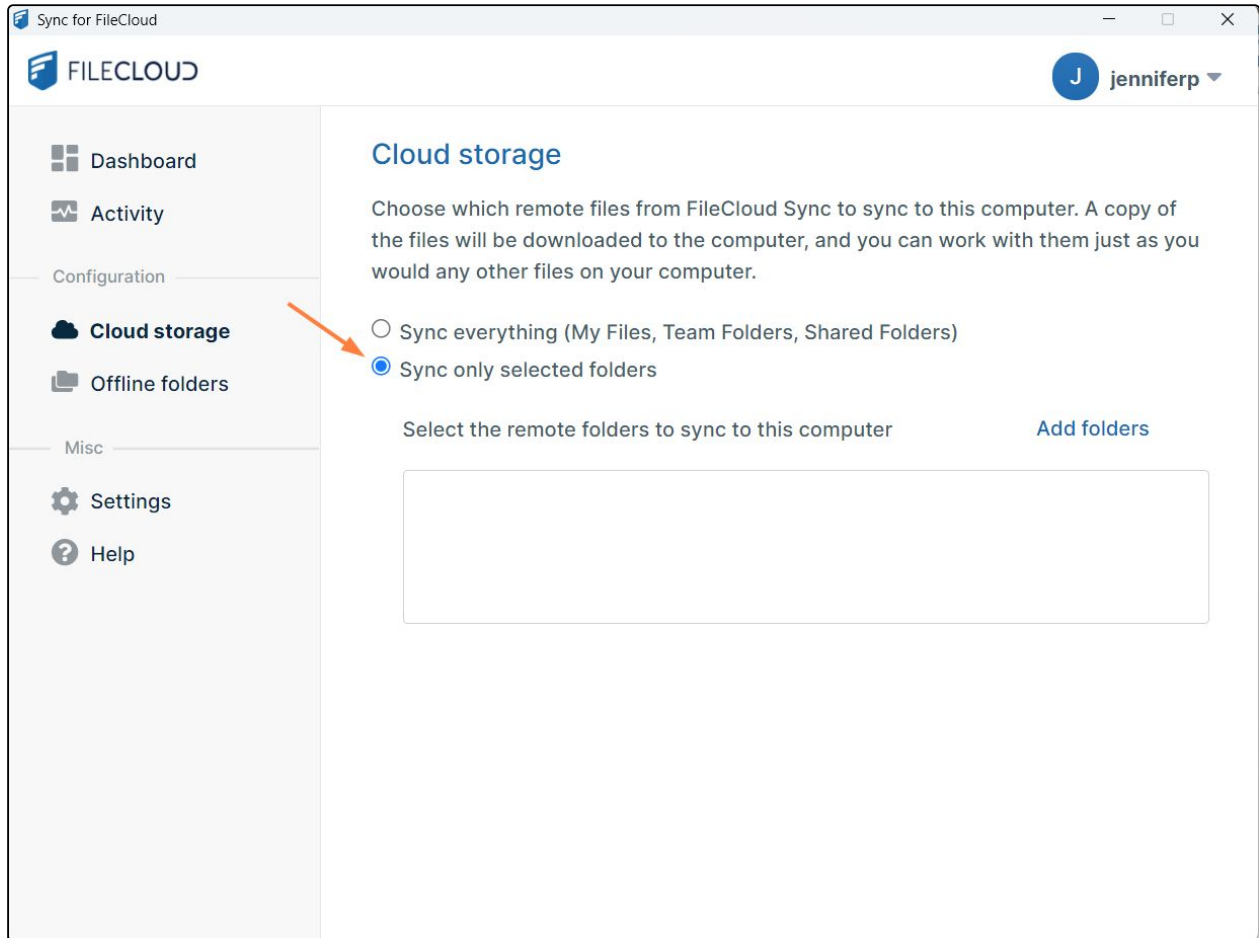 Sync for FileCloud
FILECLOUD
J
jenniferp
Dashboard
Activity
Configuration
Cloud storage
Offline folders
Misc
Settings
Help
Cloud storage
Choose which remote files from FileCloud Sync to sync to this computer. A copy of
the files will be downloaded to the computer, and you can work with them just as you
would any other files on your computer.
Sync everything (My Files, Team Folders, Shared Folders)
Sync only selected folders
Select the remote folders to sync to this computer
Add folders